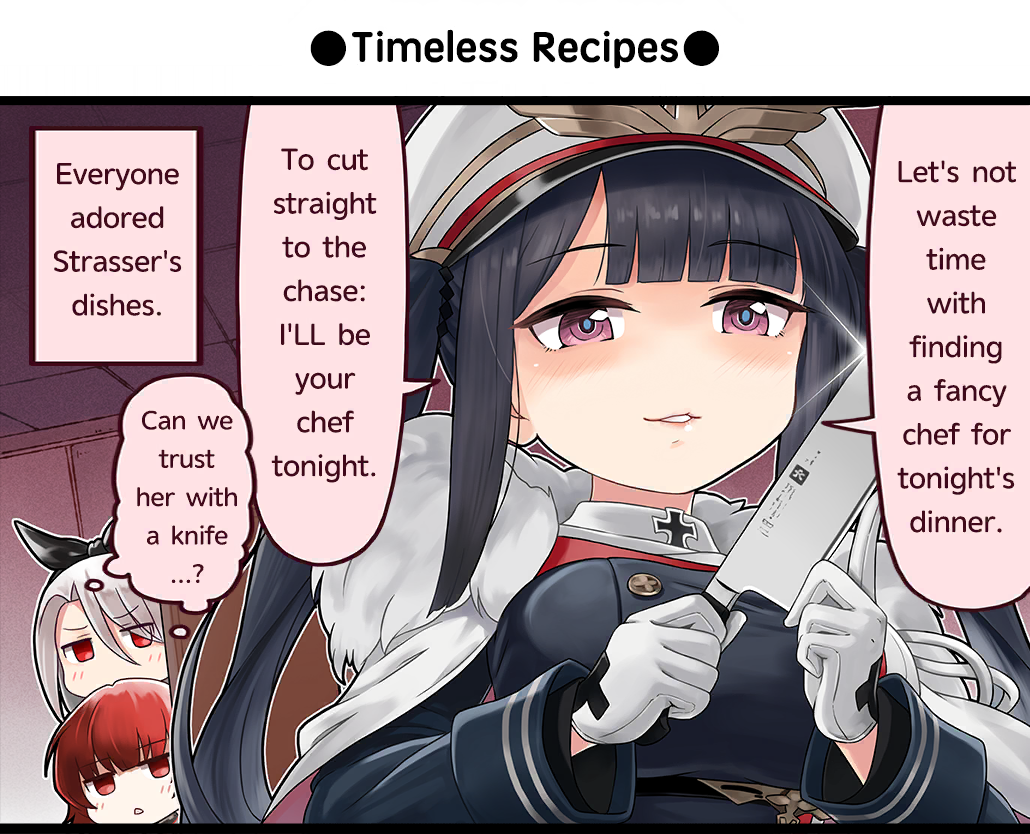 ●Timeless Recipes●
Let's not
waste
time
with
finding
a fancy
chef for
tonight's
dinner.
To cut
straight
to the
chase:
I'LL be
your
chef
tonight.
Everyone
adored
Strasser's
dishes.
Can we
trust
her with
a knife
...?